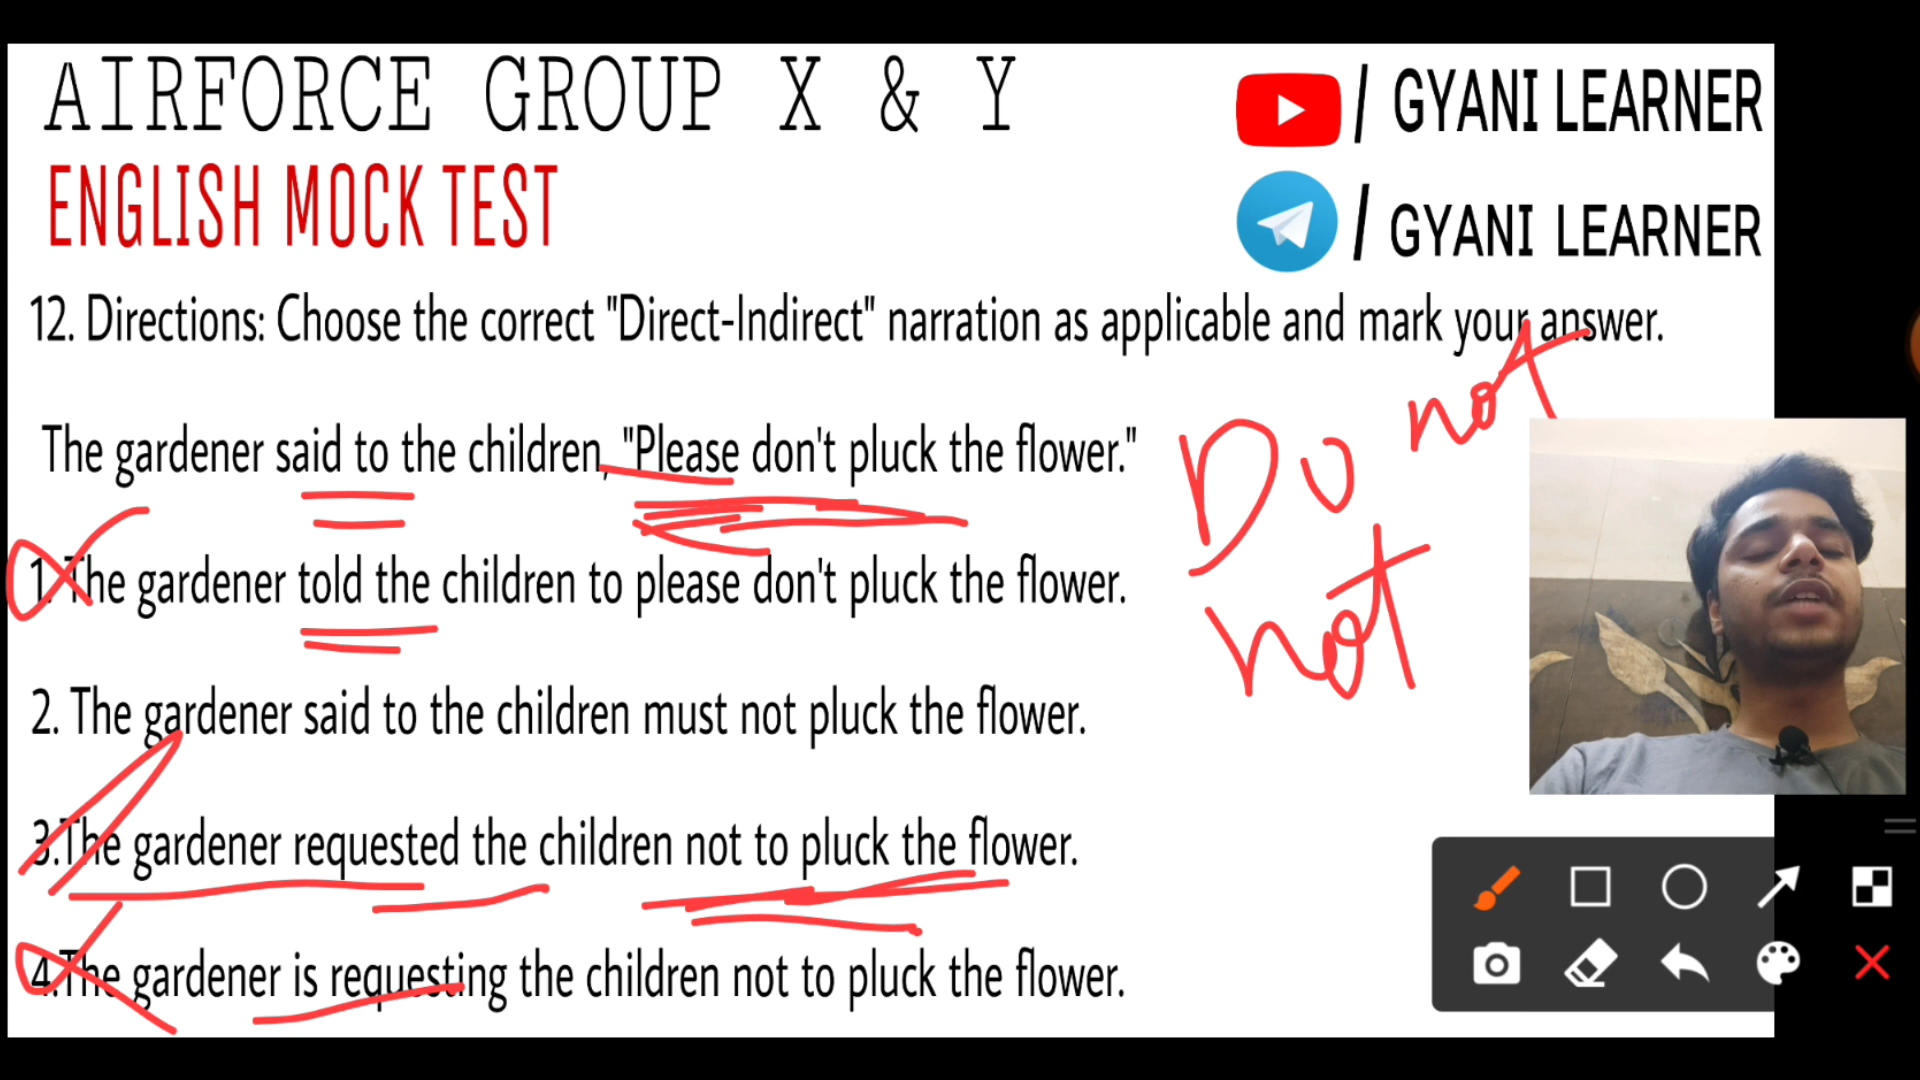 AIRFORCE GROUP X & Y
ENGLISH MOCK TEST
/ GYANI LEARNER
/ GYANI LEARNER
12. Directions: Choose the correct "Direct-Indirect" narration as applicable and mark your answer.
The gardener said to the children, "Please don't pluck the flower."
Do not
not
1. The gardener told the children to please don't pluck the flower.
2. The gardener said to the children must not pluck the flower.
3.The gardener requested the children not to pluck the flower.
4.The gardener is requesting the children not to pluck the flower.